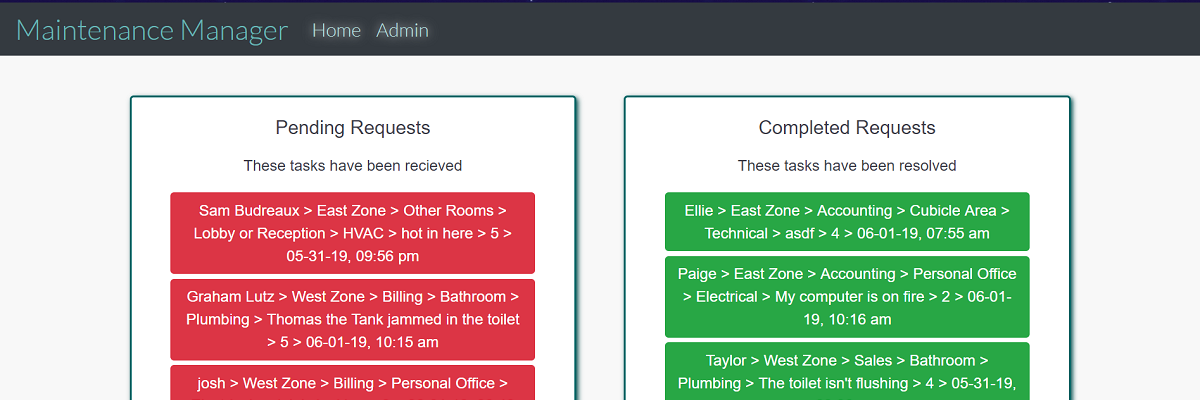 Maintenance Manager Home Admin
Pending Requests
These tasks have been recieved
Sam Budreaux > East Zone > Other Rooms >
Lobby or Reception > HVAC > hot in here > 5 >
05-31-19, 09:56 pm
Graham Lutz > West Zone > Billing > Bathroom >
Plumbing > Thomas the Tank jammed in the toilet
> 5 > 06-01-19, 10:15 am
josh > West Zone > Billing > Personal Office >
Completed Requests
These tasks have been resolved
Ellie > East Zone > Accounting > Cubicle Area >
Technical > asdf > 4 > 06-01-19, 07:55 am
Paige > East Zone > Accounting > Personal Office
> Electrical > My computer is on fire > 2 > 06-01-
19, 10:16 am
Taylor > West Zone > Sales > Bathroom >
Plumbing > The toilet isn't flushing > 4 > 05-31-19,